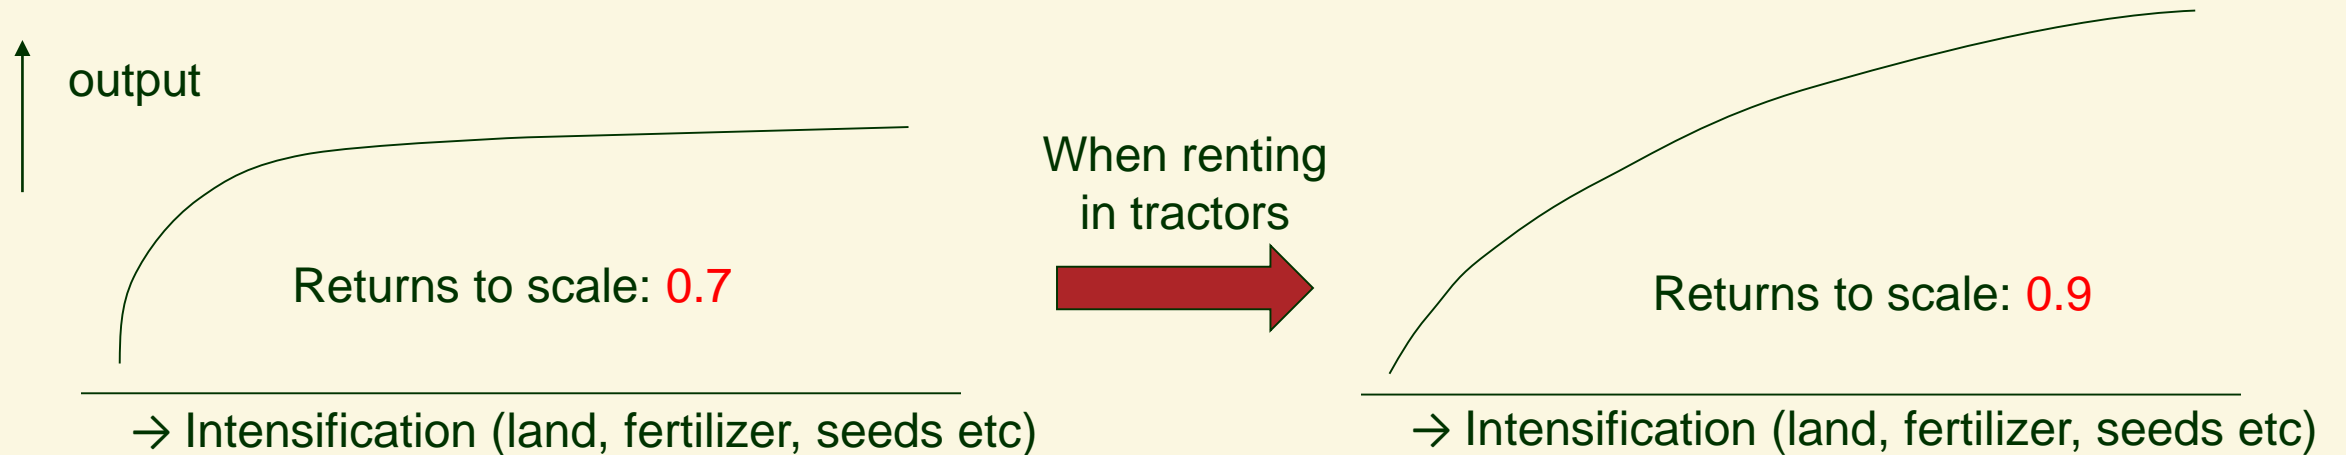 output
Returns to scale: 0.7
→ Intensification (land, fertilizer, seeds etc)
When renting
in tractors
Returns to scale: 0.9
→ Intensification (land, fertilizer, seeds etc)